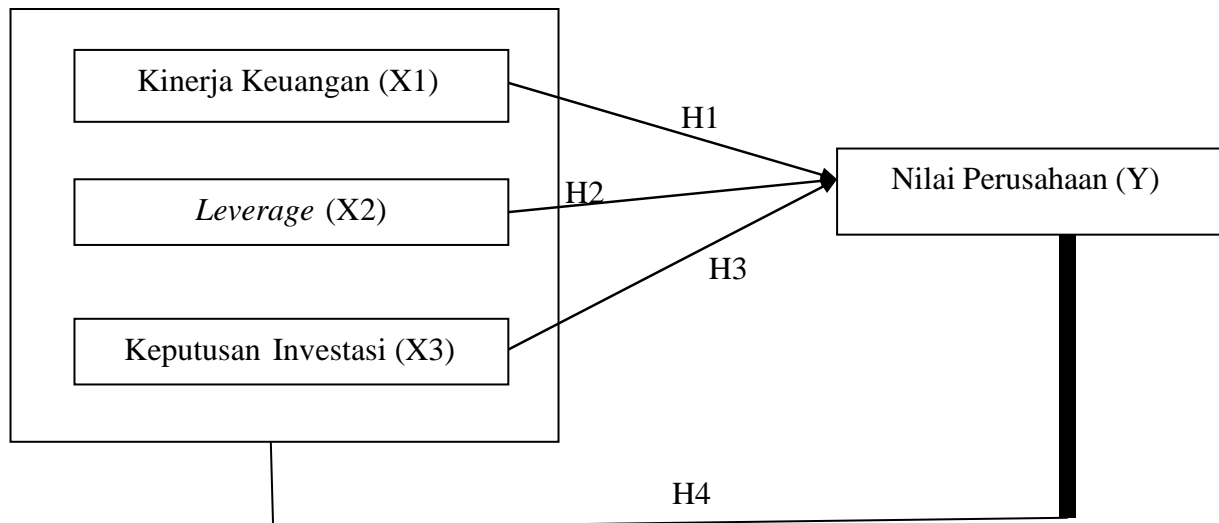 Kinerja Keuangan (X1)
H1
Nilai Perusahaan (Y)
Leverage (X2)
H2
H3
Keputusan Investasi (X3)
H4